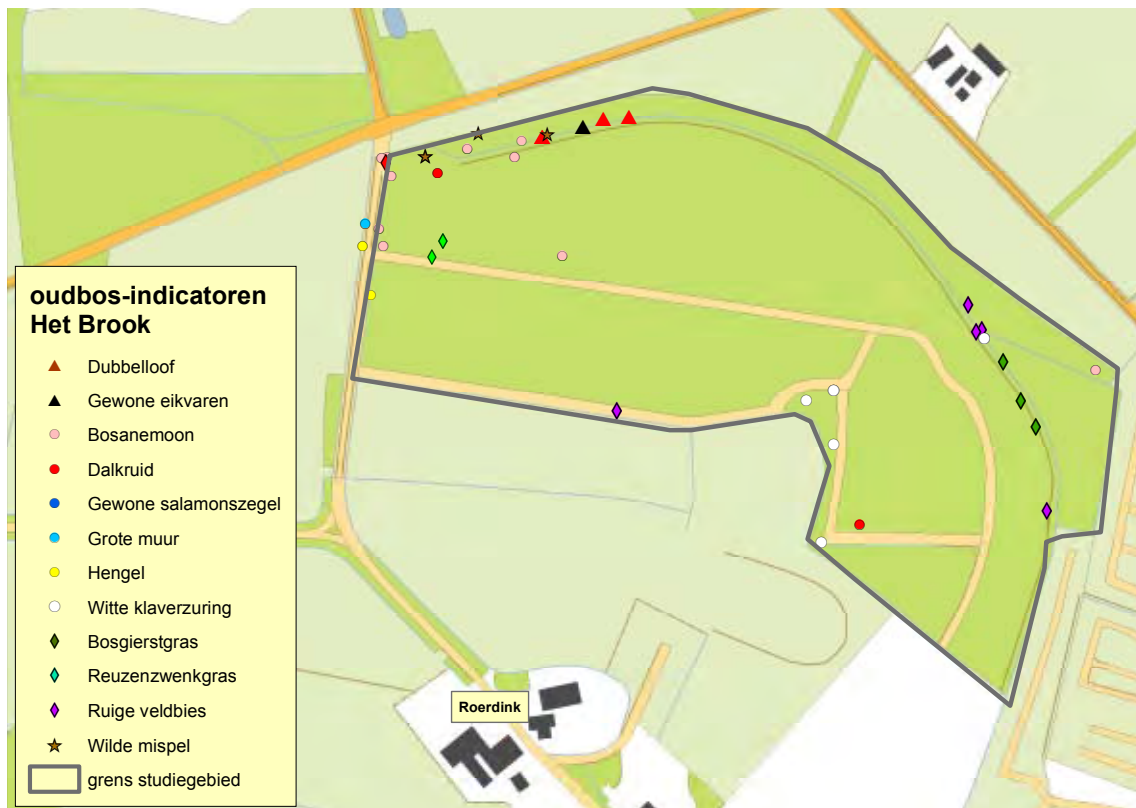 oudbos-indicatoren
Het Brook
Dubbelloof
Gewone eikvaren
Bosanemoon
Dalkruid
Gewone salamonszegel
Grote muur
Hengel
Witte klaverzuring
Bosgierstgras
Reuzenzwenkgras
Ruige veldbies
Wilde mispel
grens studiegebied
Roerdink